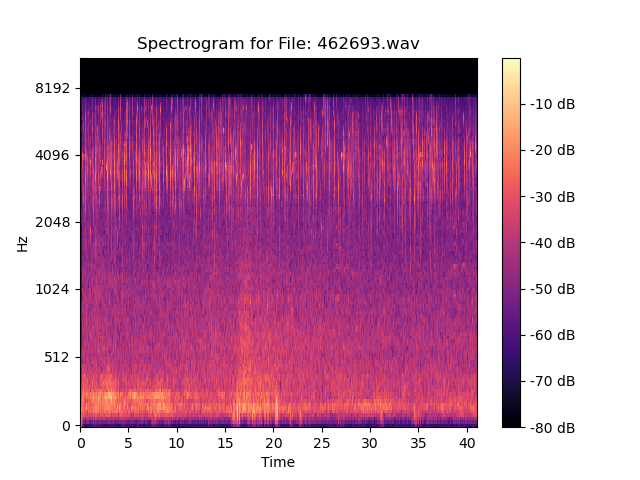 Spectrogram for File: 462693.wav
8192
4096
2048
1024
512
0
Hz
0 5 10 15 20 25 30 35 40
Time
-10 dB
-20 dB
-30 dB
-40 dB
-50 dB
-60 dB
-70 dB
-80 dB